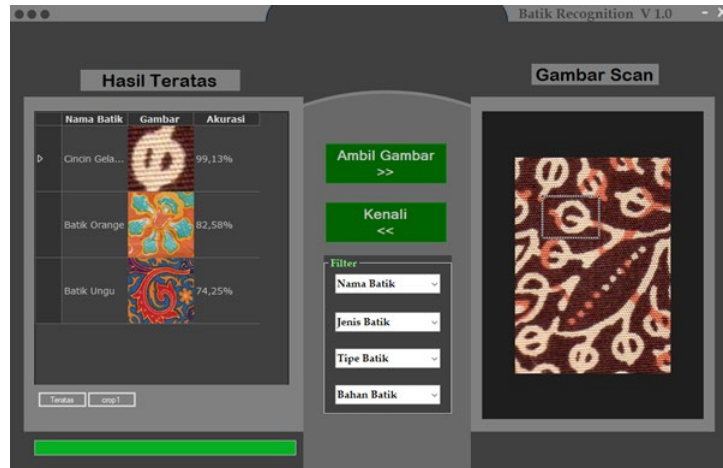 Batik Recognition V 1.0
Hasil Teratas
Nama Batik Gambar Akurasi
Cincin Gela... 99,13%
Batik Orange 82,58%
Batik Ungu 74,25%
Teratas crop1
Ambil Gambar
>>
Kenali
<<
Filter
Nama Batik
Jenis Batik
Tipe Batik
Bahan Batik
Gambar Scan